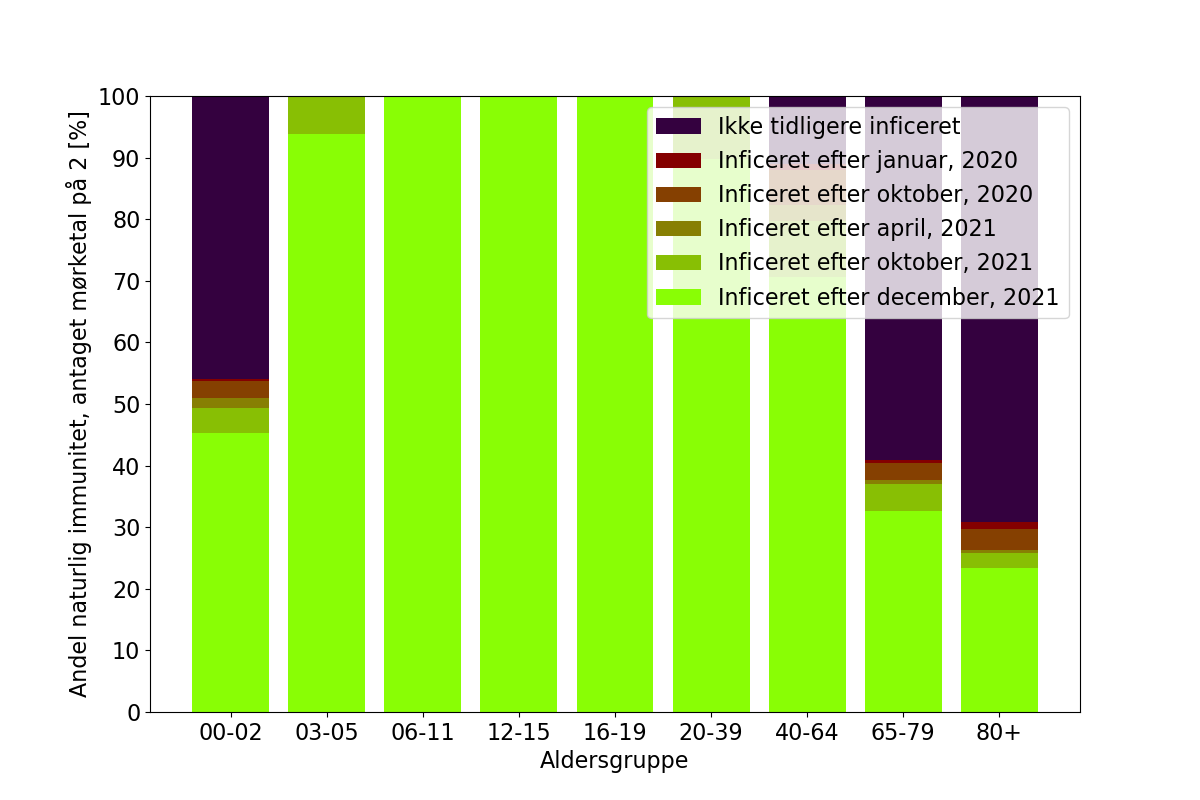 Andel naturlig immunitet, antaget mørketal på 2 [%]
100
90
80
70
60
50
40
30
20
10
0
Ikke tidligere inficeret
Inficeret efter januar, 2020
Inficeret efter oktober, 2020
Inficeret efter april, 2021
Inficeret efter oktober, 2021
Inficeret efter december, 2021
00-02 03-05 06-11 12-15 16-19 20-39 40-64 65-79 80+
Aldersgruppe